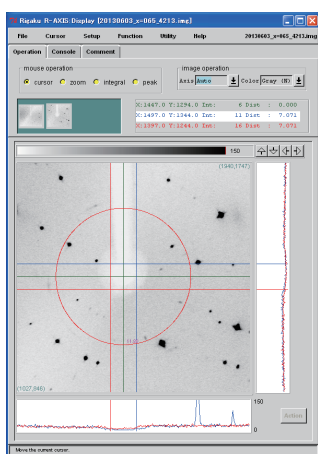 Rigaku R-AXIS:Display [20130603_x=065_4213.img]
File Cursor Setup Function Utility Help 20130603_x=065_4213.img
Operation Console Comment
mouse operation
cursor zoom integral peak
image operation
Axis Auto Color Gray (N)
X:1447.0 Y:1294.0 Int: 6 Dist : 0.000
X:1497.0 Y:1344.0 Int: 11 Dist : 7.071
X:1397.0 Y:1244.0 Int: 16 Dist : 7.071
150
(1940,1747)
(1027,846)
150
0
Action
Move the current cursor.